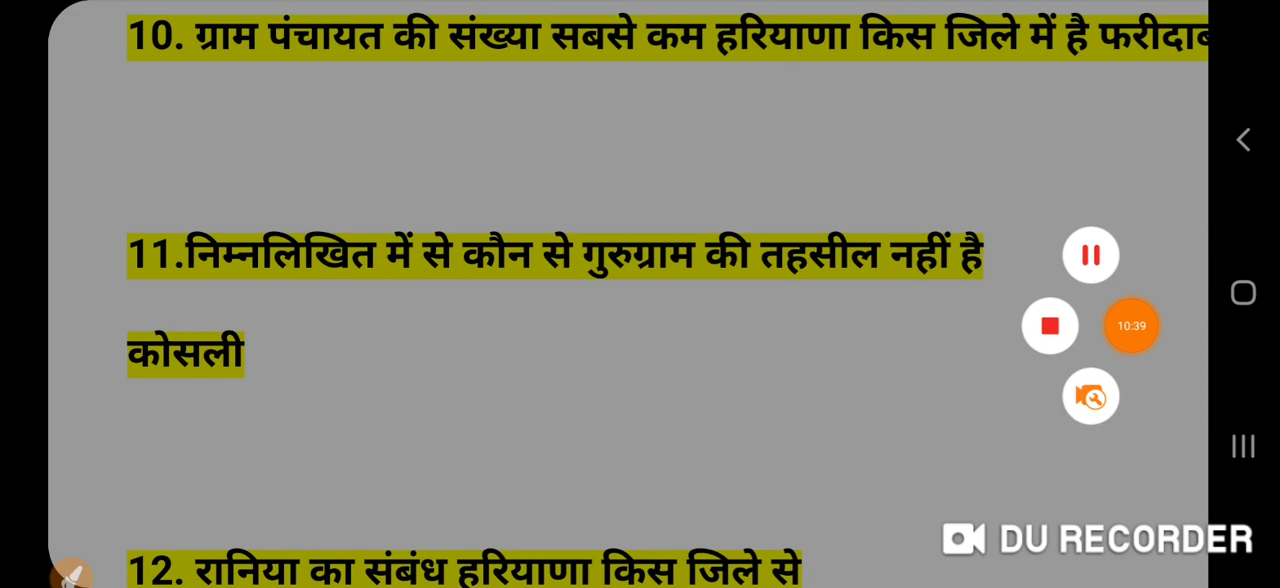 10. ग्राम पंचायत की संख्या सबसे कम हरियाणा किस जिले में है
11.निम्नलिखित में से कौन से गुरुग्राम की तहसील नहीं है
कोसली
10:39
DU RECORDER
12. रानिया का संबंध हरियाणा किस जिले से